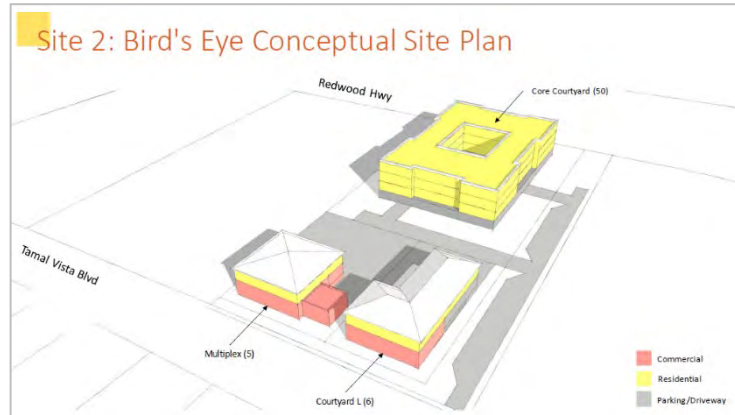 Site 2: Bird's Eye Conceptual Site Plan
Redwood Hwy
Core Courtyard (50)
Tamal Vista Blvd
Multiplex (5)
Courtyard L (6)
Commercial
Residential
Parking/Driveway